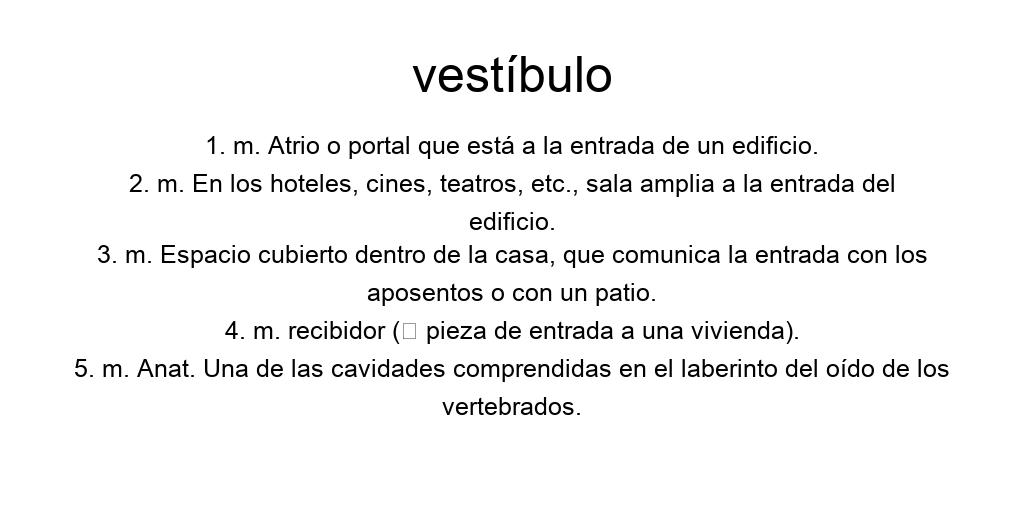 vestíbulo
1. m. Atrio o portal que está a la entrada de un edificio.
2. m. En los hoteles, cines, teatros, etc., sala amplia a la entrada del
edificio.
3. m. Espacio cubierto dentro de la casa, que comunica la entrada con los
aposentos o con un patio.
4. m. recibidor (▯ pieza de entrada a una vivienda).
5. m. Anat. Una de las cavidades comprendidas en el laberinto del oído de los
vertebrados.